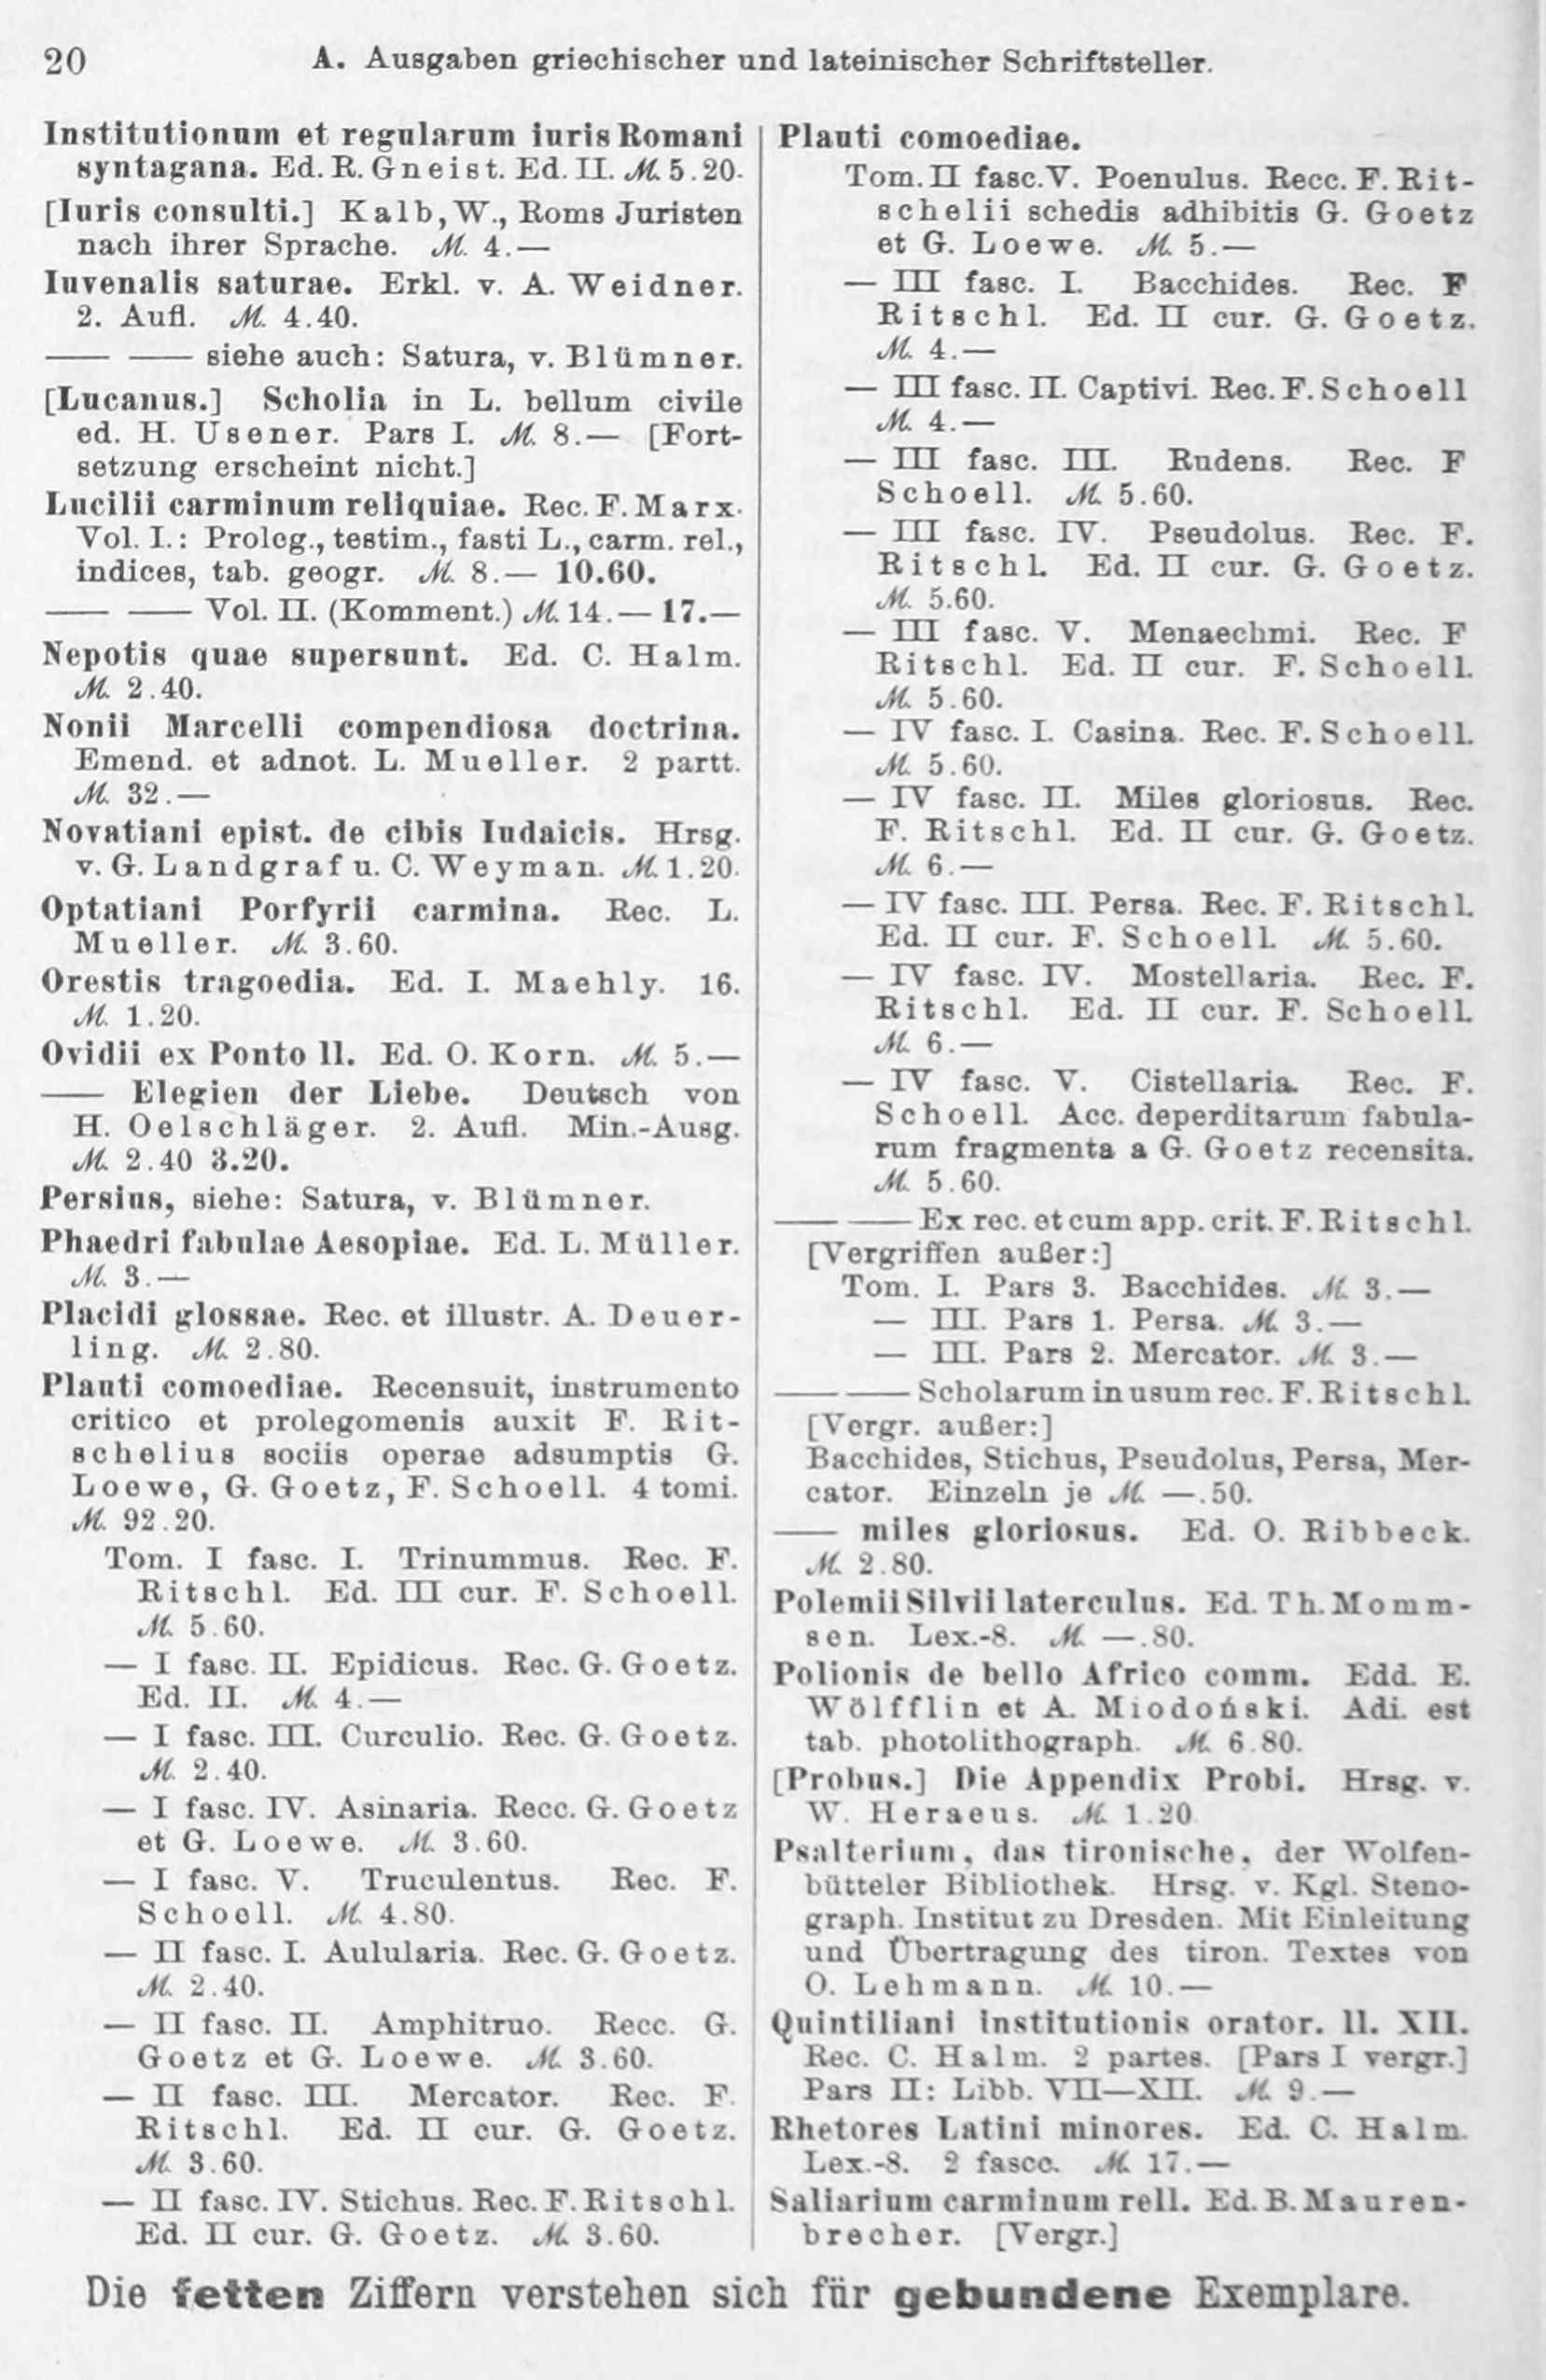 20 A. Ausgaben griechischer und lateinischer Schriftsteller.
Institutionum et regularum iuris Romani
syntagana. Ed. R. Gneist. Ed. II. ℳ 5.20.
[Iuris consulti.] Kalb, W., Roms Juristen
nach ihrer Sprache. ℳ 4.—
Iuvenalis saturae. Erkl. v. A. Weidner.
2. Aufl. ℳ 4.40.
—— —— siehe auch: Satura, v. Blümner.
[Lucanus.] Scholia in L. bellum civile
ed. H. Usener. Pars I. ℳ 8.— [Fort-
setzung erscheint nicht.]
Lucilii carminum reliquiae. Rec. F. Marx.
Vol. I.: Proleg., testim., fasti L., carm. rel.,
indices, tab. geogr. ℳ 8.— 10.60.
—— —— Vol. II. (Komment.) ℳ 14.— 17.—
Nepotis quae supersunt. Ed. C. Halm.
ℳ 2.40.
Nonii Marcelli compendiosa doctrina.
Emend. et adnot. L. Mueller. 2 partt.
ℳ 32.—
Novatiani epist. de cibis Iudaicis. Hrsg.
v. G. Landgraf u. C. Weyman. ℳ 1.20.
Optatiani Porfyrii carmina. Rec. L.
Mueller. ℳ 3.60.
Orestis tragoedia. Ed. I. Maehly. 16.
ℳ 1.20.
Ovidii ex Ponto ll. Ed. O. Korn. ℳ 5.—
—— Elegien der Liebe. Deutsch von
H. Oelschläger. 2. Aufl. Min.-Ausg.
ℳ 2.40 3.20.
Persius, siehe: Satura, v. Blümner.
Phaedri fabulae Aesopiae. Ed. L. Müller.
ℳ 3.—
Placidi glossae. Rec. et illustr. A. Deuer-
ling. ℳ 2.80.
Plauti comoediae. Recensuit, instrumento
critico et prolegomenis auxit F. Rit-
schelius sociis operae adsumptis G.
Loewe, G. Goetz, F. Schoell. 4 tomi.
ℳ 92.20.
Tom. I fasc. I. Trinummus. Rec. F.
Ritschl. Ed. III cur. F. Schoell.
ℳ 5.60.
— I fasc. II. Epidicus. Rec. G. Goetz.
Ed. II. ℳ 4.—
— I fasc. III. Curculio. Rec. G. Goetz.
ℳ 2.40.
— I fasc. IV. Asinaria. Recc. G. Goetz
et G. Loewe. ℳ 3.60.
— I fasc. V. Truculentus. Rec. F.
Schoell. ℳ 4.80.
— II fasc. I. Aulularia. Rec. G. Goetz.
ℳ 2.40.
— II fasc. II. Amphitruo. Recc. G.
Goetz et G. Loewe. ℳ 3.60.
— II fasc. III. Mercator. Rec. F.
Ritschl. Ed. II cur. G. Goetz.
ℳ 3.60.
— II fasc. IV. Stichus. Rec. F. Ritschl.
Ed. II cur. G. Goetz. ℳ 3.60.
Plauti comoediae.
Tom. II fasc. V. Poenulus. Recc. F. Rit-
schelii schedis adhibitis G. Goetz
et G. Loewe. ℳ 5.—
— III fasc. I. Bacchides. Rec. F
Ritschl. Ed. II cur. G. Goetz.
ℳ 4.—
— III fasc. II. Captivi. Rec. F. Schoell
ℳ 4.—
— III fasc. III. Rudens. Rec. F
Schoell. ℳ 5.60.
— III fasc. IV. Pseudolus. Rec. F.
Ritschl. Ed. II cur. G. Goetz.
ℳ 5.60.
— III fasc. V. Menaechmi. Rec. F
Ritschl. Ed. II cur. F. Schoell.
ℳ 5.60.
— IV fasc. I. Casina. Rec. F. Schoell.
ℳ 5.60.
— IV fasc. II. Miles gloriosus. Rec.
F. Ritschl. Ed. II cur. G. Goetz.
ℳ 6.—
— IV fasc. III. Persa. Rec. F. Ritschl.
Ed. II cur. F. Schoell. ℳ 5.60.
— IV fasc. IV. Mostellaria. Rec. F.
Ritschl. Ed. II cur. F. Schoell.
ℳ 6.—
— IV fasc. V. Cistellaria. Rec. F.
Schoell. Acc. deperditarum fabula-
rum fragmenta a G. Goetz recensita.
ℳ 5.60.
—— —— Ex rec. et cum app. crit. F. Ritschl.
[Vergriffen außer:]
Tom. I. Pars 3. Bacchides. ℳ 3.—
— III. Pars 1. Persa. ℳ 3.—
— III. Pars 2. Mercator. ℳ 3.—
—— —— Scholarum in usum rec. F. Ritschl.
[Vergr. außer:]
Bacchides, Stichus, Pseudolus, Persa, Mer-
cator. Einzeln je ℳ —.50.
—— miles gloriosus. Ed. O. Ribbeck.
ℳ 2.80.
Polemii Silvii laterculus. Ed. Th. Momm-
sen. Lex.-8. ℳ —.80.
Polionis de bello Africo comm. Edd. E.
Wölfflin et A. Miodoński. Adi. est
tab. photolithograph. ℳ 6.80.
[Probus.] Die Appendix Probi. Hrsg. v.
W. Heraeus. ℳ 1.20
Psalterium, das tironische, der Wolfen-
bütteler Bibliothek. Hrsg. v. Kgl. Steno-
graph. Institut zu Dresden. Mit Einleitung
und Übertragung des tiron. Textes von
O. Lehmann. ℳ 10.—
Quintiliani institutionis orator. ll. XII.
Rec. C. Halm. 2 partes. [Pars I vergr.]
Pars II: Libb. VII—XII. ℳ 9.—
Rhetores Latini minores. Ed. C. Halm.
Lex.-8. 2 fascc. ℳ 17.—
Saliarium carminum rell. Ed. B. Mauren-
brecher. [Vergr.]
Die fetten Ziffern verstehen sich für gebundene Exemplare.